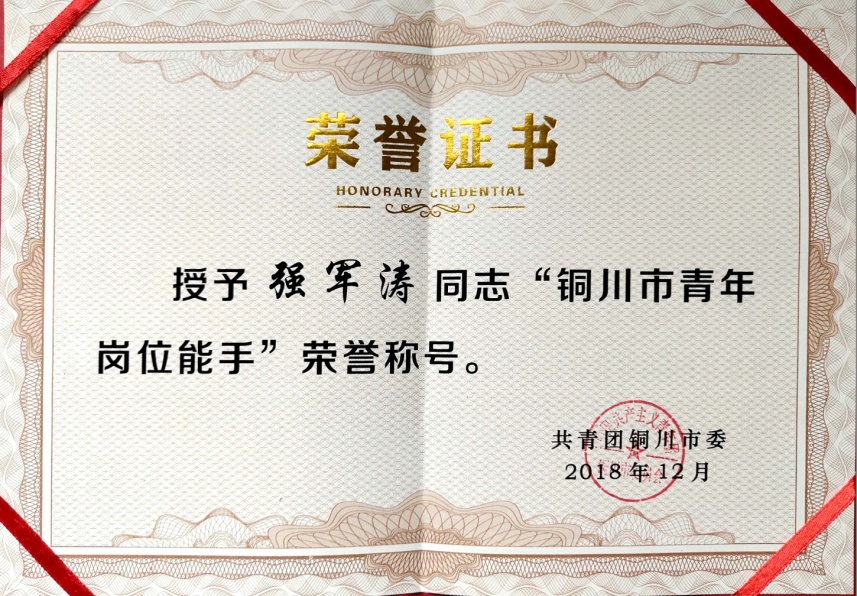 荣誉证书
HONORARY CREDENTIAL
授予 强军涛 同志“铜川市青年
岗位能手”荣誉称号。
共青团铜川市委
2018年12月